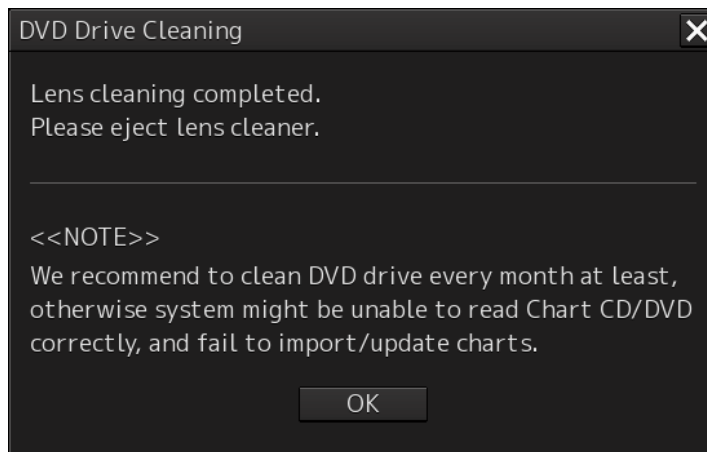 DVD Drive Cleaning
Lens cleaning completed.
Please eject lens cleaner.
<<NOTE>>
We recommend to clean DVD drive every month at least,
otherwise system might be unable to read Chart CD/DVD
correctly, and fail to import/update charts.
OK